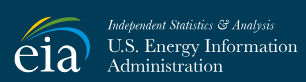 eia
Independent Statistics & Analysis
U.S. Energy Information
Administration